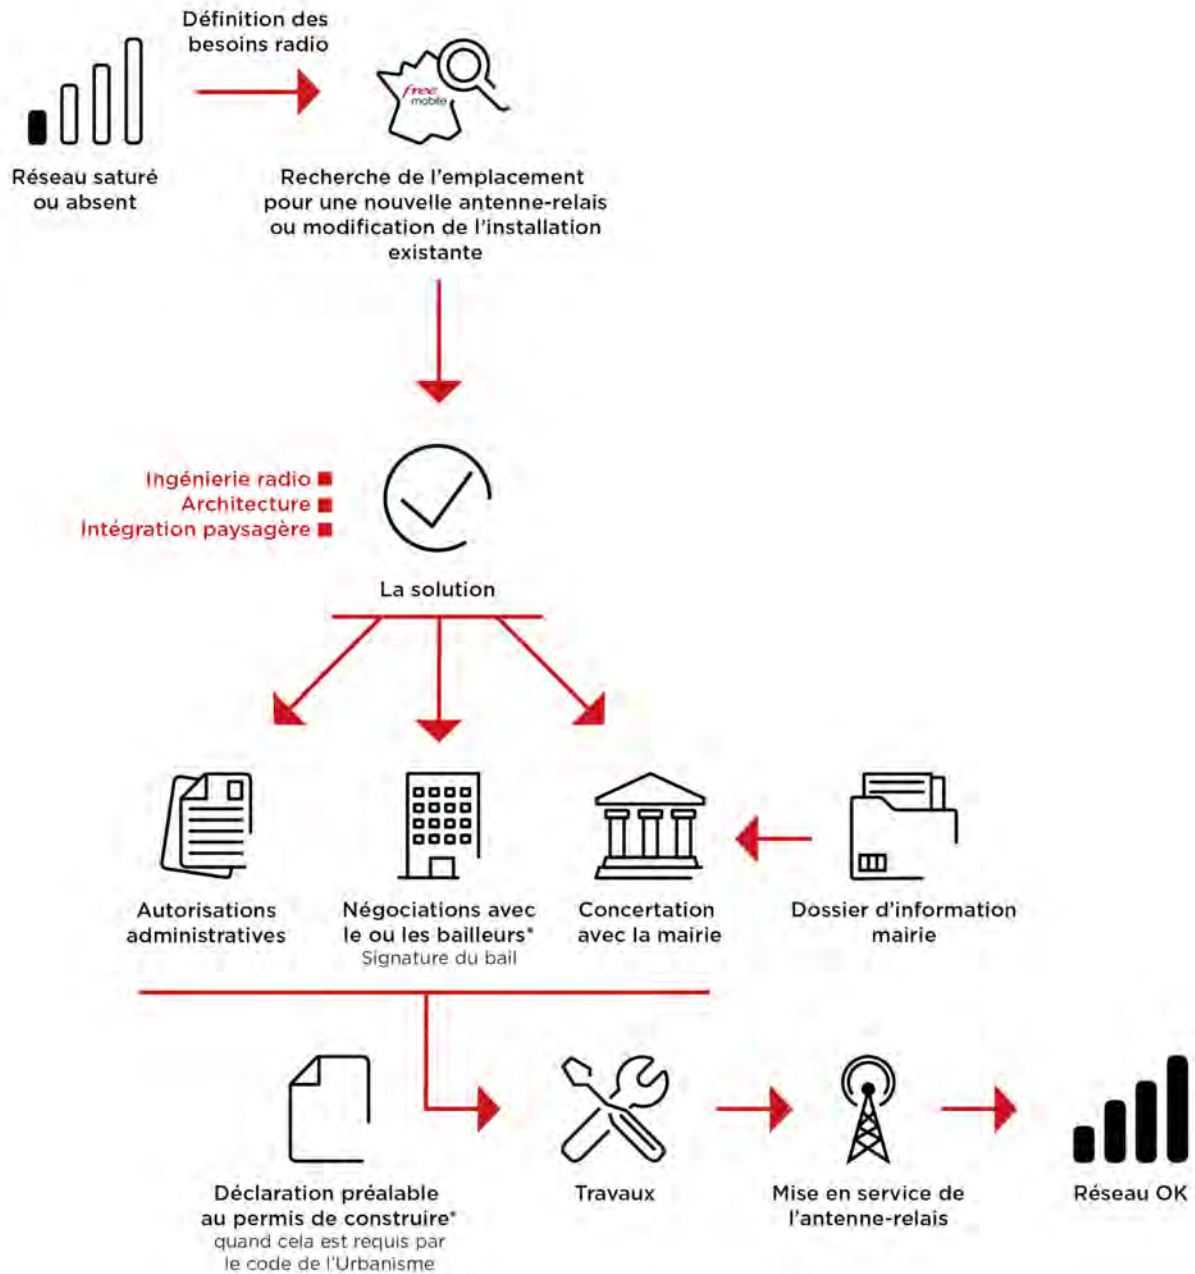 Définition des
besoins radio
free
mobile
Réseau saturé
ou absent
Recherche de l'emplacement
pour une nouvelle antenne-relais
ou modification de l'installation
existante
Ingénierie radio
Architecture
Intégration paysagère
La solution
Autorisations
administratives
Négociations avec
le ou les bailleurs*
Signature du bail
Concertation
avec la mairie
Dossier d'information
mairie
Déclaration préalable
au permis de construire*
quand cela est requis par
le code de l'Urbanisme
Travaux
Mise en service de
l'antenne-relais
Réseau OK